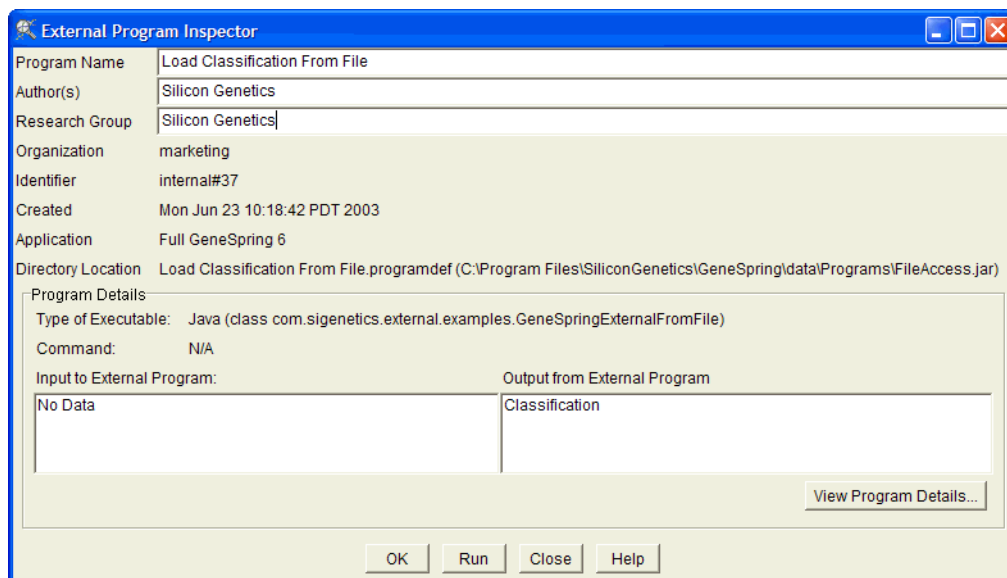 External Program Inspector
Program Name Load Classification From File
Author(s) Silicon Genetics
Research Group Silicon Genetics
Organization marketing
Identifier internal#37
Created Mon Jun 23 10:18:42 PDT 2003
Application Full GeneSpring 6
Directory Location Load Classification From File.programdef (C:\Program Files\SiliconGenetics\GeneSpring\data\Programs\FileAccess.jar)
Program Details
Type of Executable: Java (class com.sigenetics.external.examples.GeneSpringExternalFromFile)
Command: N/A
Input to External Program: Output from External Program
No Data Classification
View Program Details...
OK Run Close Help